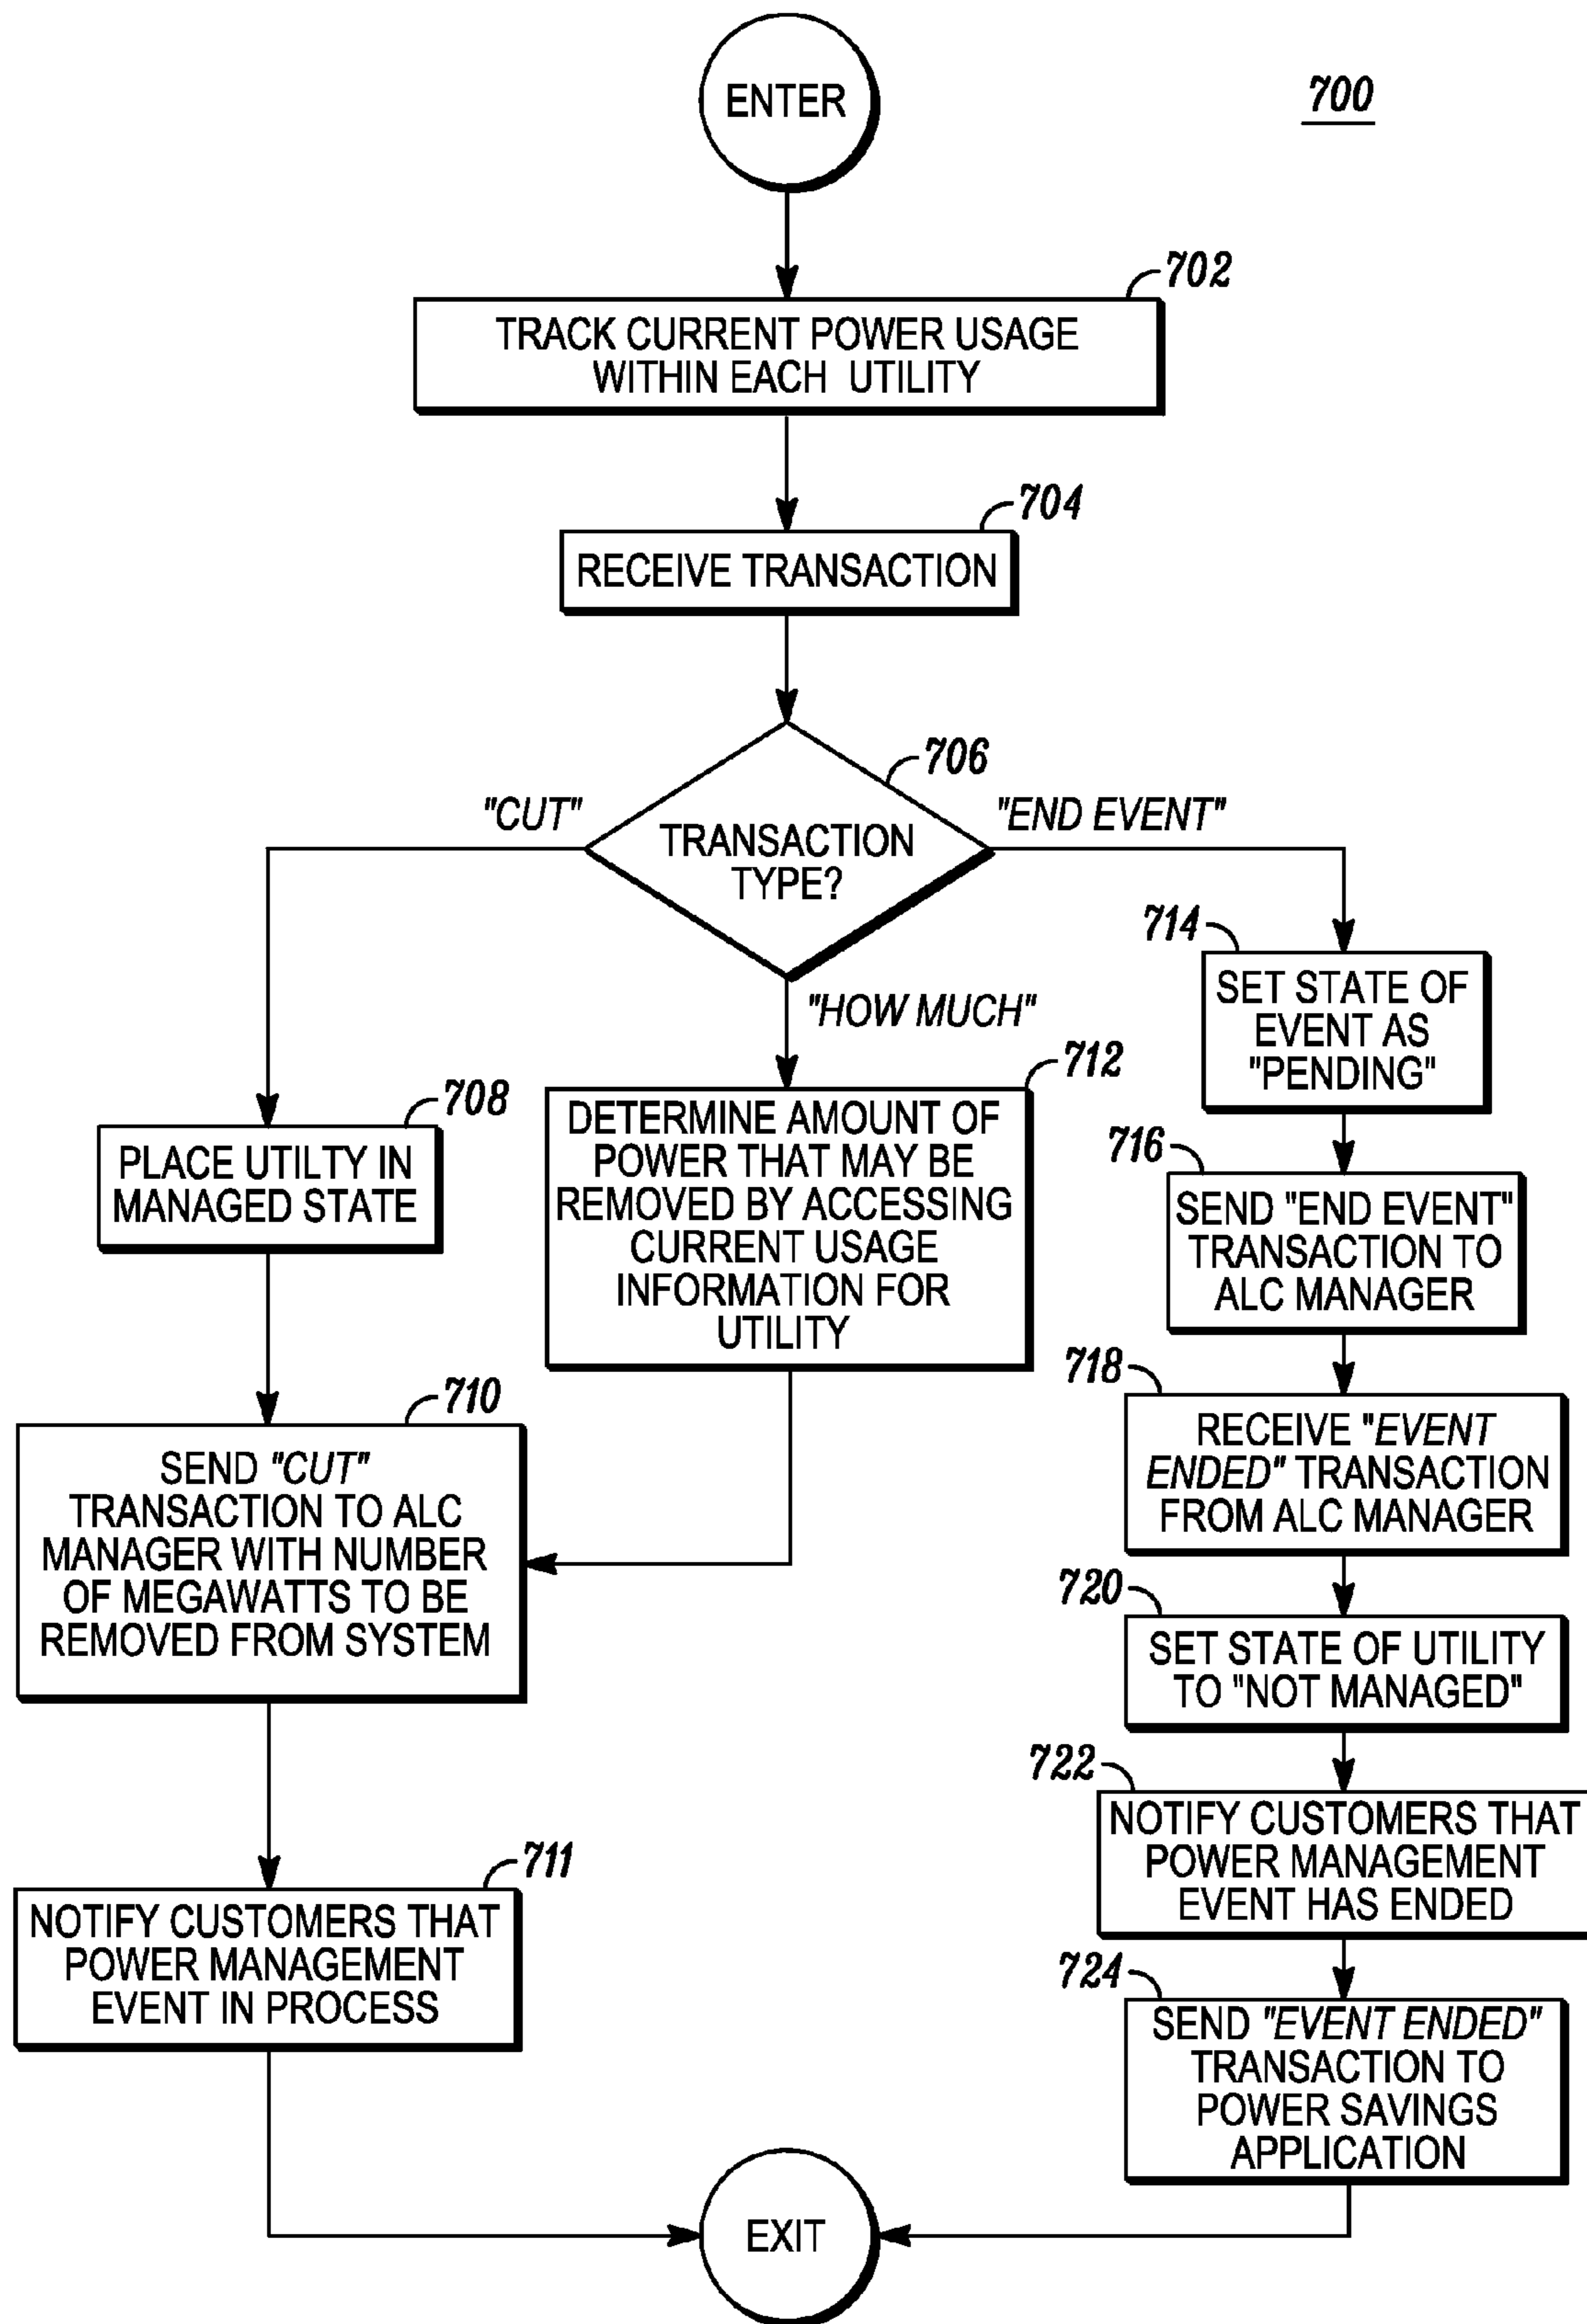 ENTER
700
702
TRACK CURRENT POWER USAGE
WITHIN EACH UTILITY
704
RECEIVE TRANSACTION
706
TRANSACTION
TYPE?
"CUT"
"HOW MUCH"
"END EVENT"
708
PLACE UTILTY IN
MANAGED STATE
710
SEND "CUT"
TRANSACTION TO ALC
MANAGER WITH NUMBER
OF MEGAWATTS TO BE
REMOVED FROM SYSTEM
711
NOTIFY CUSTOMERS THAT
POWER MANAGEMENT
EVENT IN PROCESS
712
DETERMINE AMOUNT OF
POWER THAT MAY BE
REMOVED BY ACCESSING
CURRENT USAGE
INFORMATION FOR
UTILITY
714
SET STATE OF
EVENT AS
"PENDING"
716
SEND "END EVENT"
TRANSACTION TO
ALC MANAGER
718
RECEIVE "EVENT
ENDED" TRANSACTION
FROM ALC MANAGER
720
SET STATE OF UTILITY
TO "NOT MANAGED"
722
NOTIFY CUSTOMERS THAT
POWER MANAGEMENT
EVENT HAS ENDED
724
SEND "EVENT ENDED"
TRANSACTION TO
POWER SAVINGS
APPLICATION
EXIT